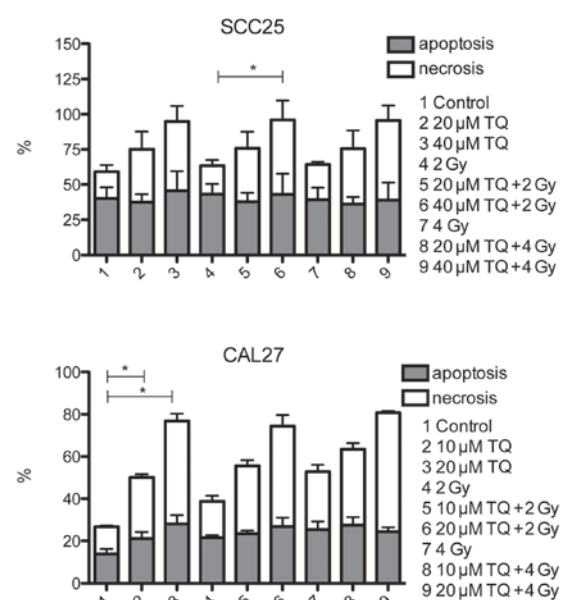 SCC25
150
125
100
75
50
25
0
%
*
apoptosis
necrosis
1 Control
2 20 µM TQ
3 40 µM TQ
4 2 Gy
5 20 µM TQ +2 Gy
6 40 µM TQ +2 Gy
7 4 Gy
8 20 µM TQ +4 Gy
9 40 µM TQ +4 Gy
1 2 3 4 5 6 7 8 9
CAL27
100
80
60
40
20
0
%
*
*
apoptosis
necrosis
1 Control
2 10 µM TQ
3 20 µM TQ
4 2 Gy
5 10 µM TQ +2 Gy
6 20 µM TQ +2 Gy
7 4 Gy
8 10 µM TQ +4 Gy
9 20 µM TQ +4 Gy